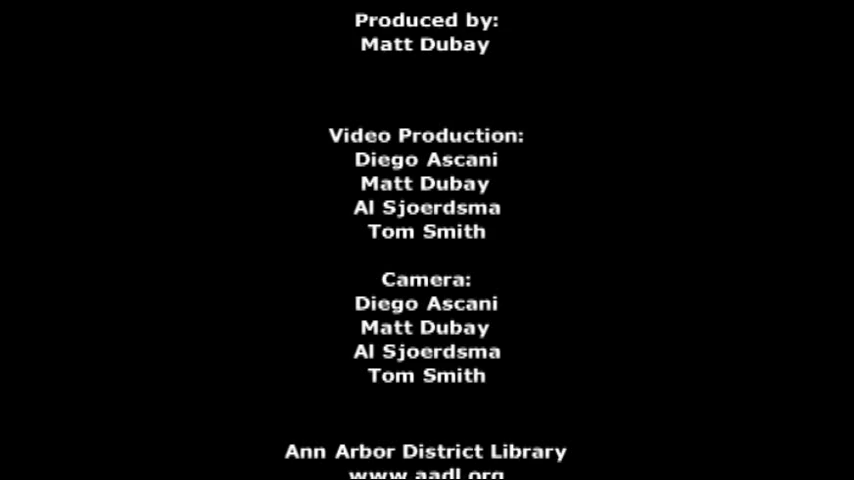 Produced by:
Matt Dubay
Video Production:
Diego Ascani
Matt Dubay
Al Sjoerdsma
Tom Smith
Camera:
Diego Ascani
Matt Dubay
Al Sjoerdsma
Tom Smith
Ann Arbor District Library
www.aadl.org